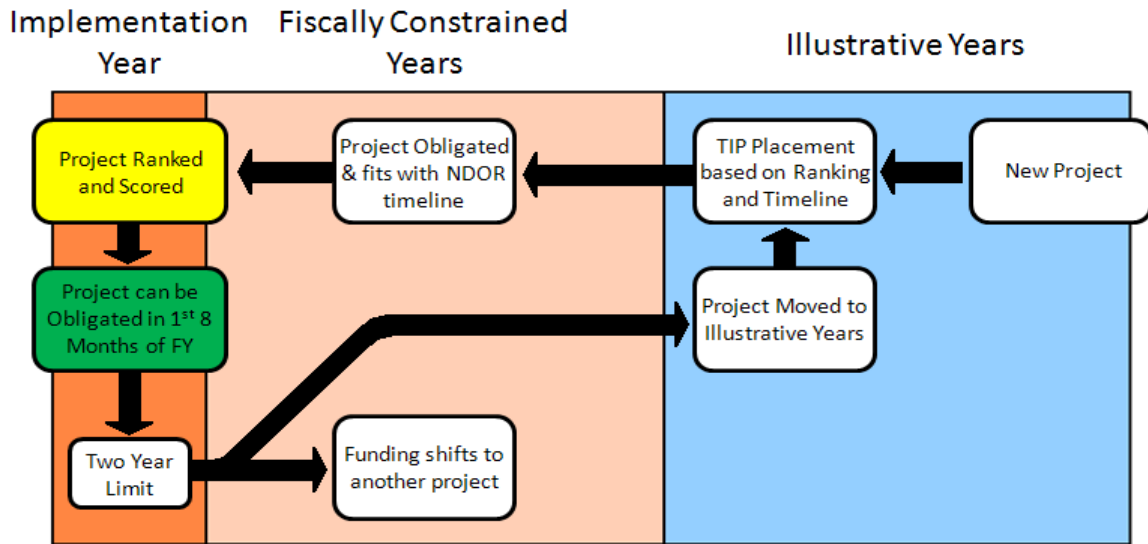 Implementation
Year
Fiscally Constrained
Years
Illustrative Years
Project Ranked
and Scored
Project Obligated
& fits with NDOR
timeline
TIP Placement
based on Ranking
and Timeline
New Project
Project can be
Obligated in 1st 8
Months of FY
Project Moved to
Illustrative Years
Two Year
Limit
Funding shifts to
another project